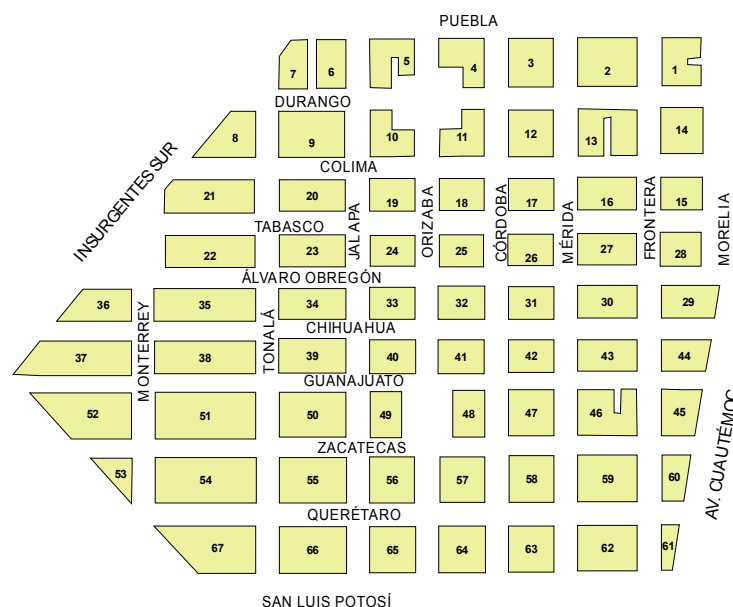 PUEBLA
7 6 5 4 3 2 1
DURANGO
8 9 10 11 12 13 14
COLIMA
INSURGENTES SUR
21 20 19 18 17 16 15
TABASCO
JALAPA
ORIZABA
CÓRDOBA
MÉRIDA
FRONTERA
MORELIA
22 23 24 25 26 27 28
ÁLVARO OBREGÓN
36 35 34 33 32 31 30 29
MONTERREY
TONALÁ
CHIHUAHUA
37 38 39 40 41 42 43 44
GUANAJUATO
52 51 50 49 48 47 46 45
AV. CUAUTÉMOC
ZACATECAS
53 54 55 56 57 58 59 60
QUERÉTARO
67 66 65 64 63 62 61
SAN LUIS POTOSÍ